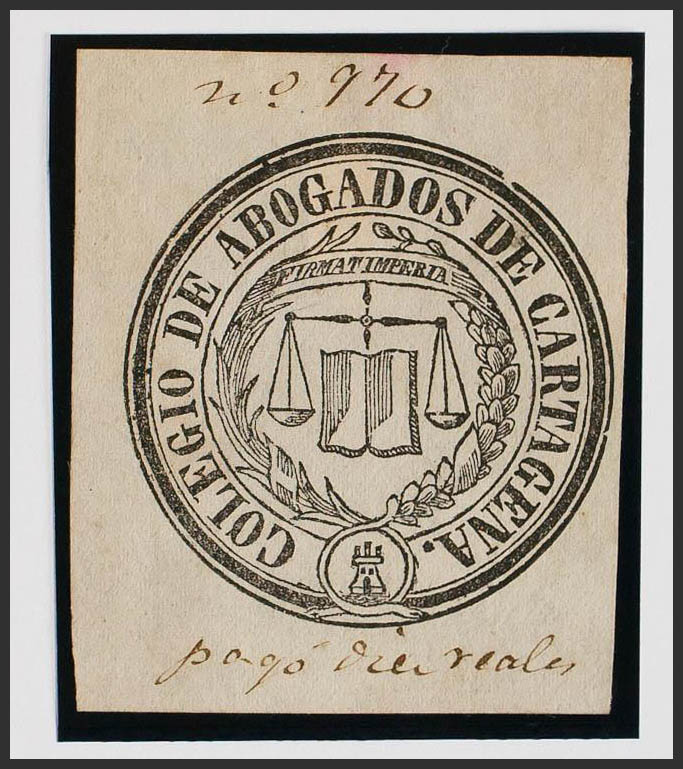 nº 970
COLEGIO DE ABOGADOS DE CARTAGENA.
FIRMAT IMPERIA
pagó diez reales